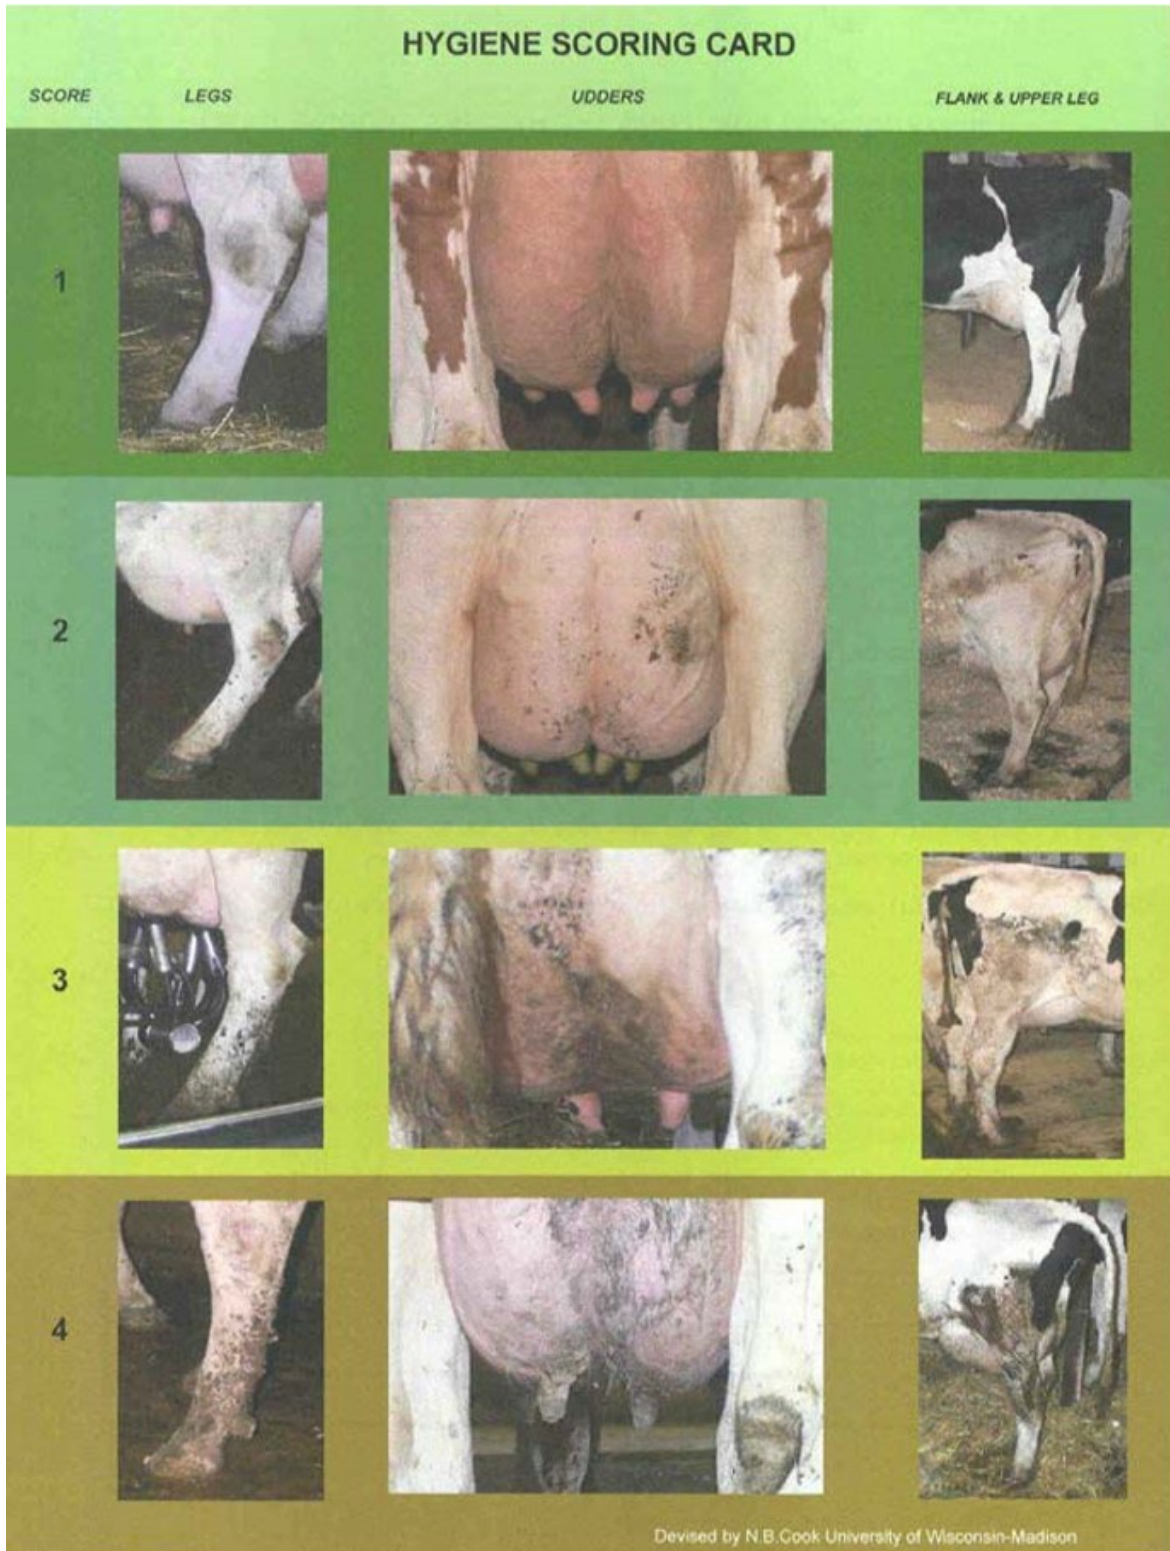 HYGIENE SCORING CARD
SCORE LEGS UDDERS FLANK & UPPER LEG
1
2
3
4
Devised by N.B.Cook University of Wisconsin-Madison